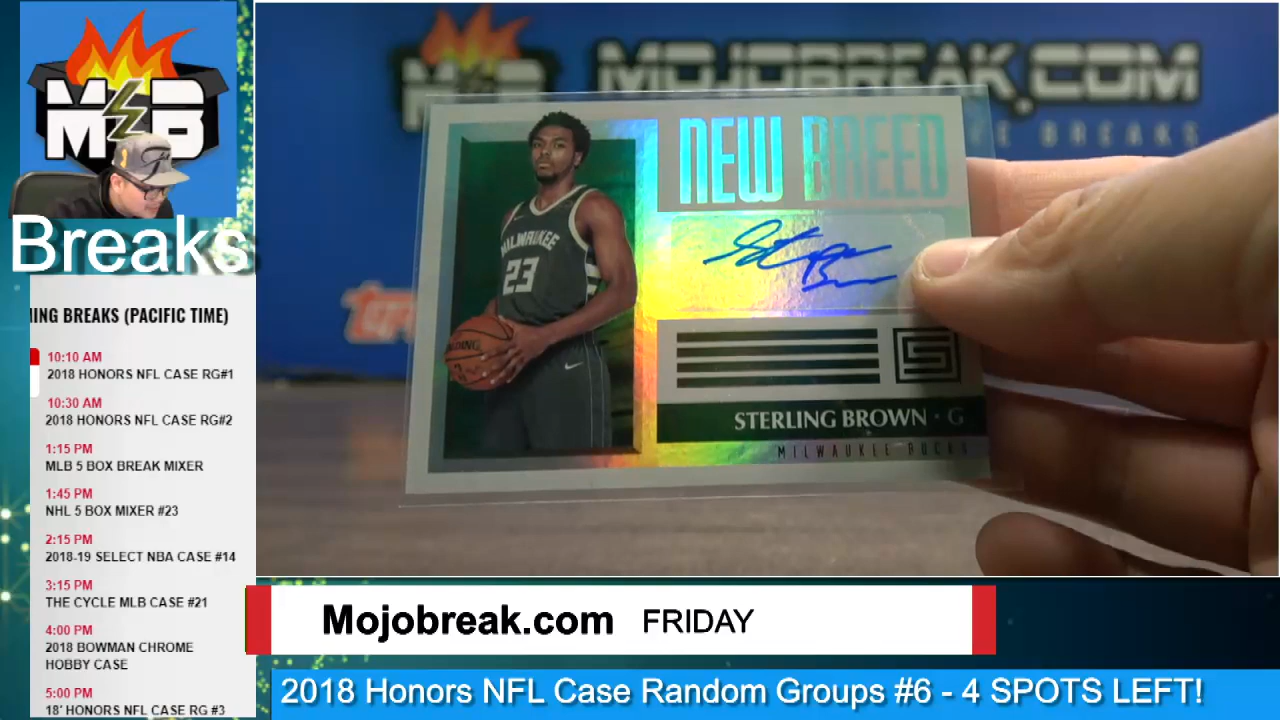 M B
Breaks
ING BREAKS (PACIFIC TIME)
10:10 AM
2018 HONORS NFL CASE RG#1
10:30 AM
2018 HONORS NFL CASE RG#2
1:15 PM
MLB 5 BOX BREAK MIXER
1:45 PM
NHL 5 BOX MIXER #23
2:15 PM
2018-19 SELECT NBA CASE #14
3:15 PM
THE CYCLE MLB CASE #21
4:00 PM
2018 BOWMAN CHROME
HOBBY CASE
5:00 PM
18' HONORS NFL CASE RG #3
M B MOJOBREAK.COM
BREAKS
topps
NEW BREED
MILWAUKEE
23
SPALDING
STERLING BROWN · G
MILWAUKEE BUCKS
Mojobreak.com FRIDAY
2018 Honors NFL Case Random Groups #6 - 4 SPOTS LEFT!